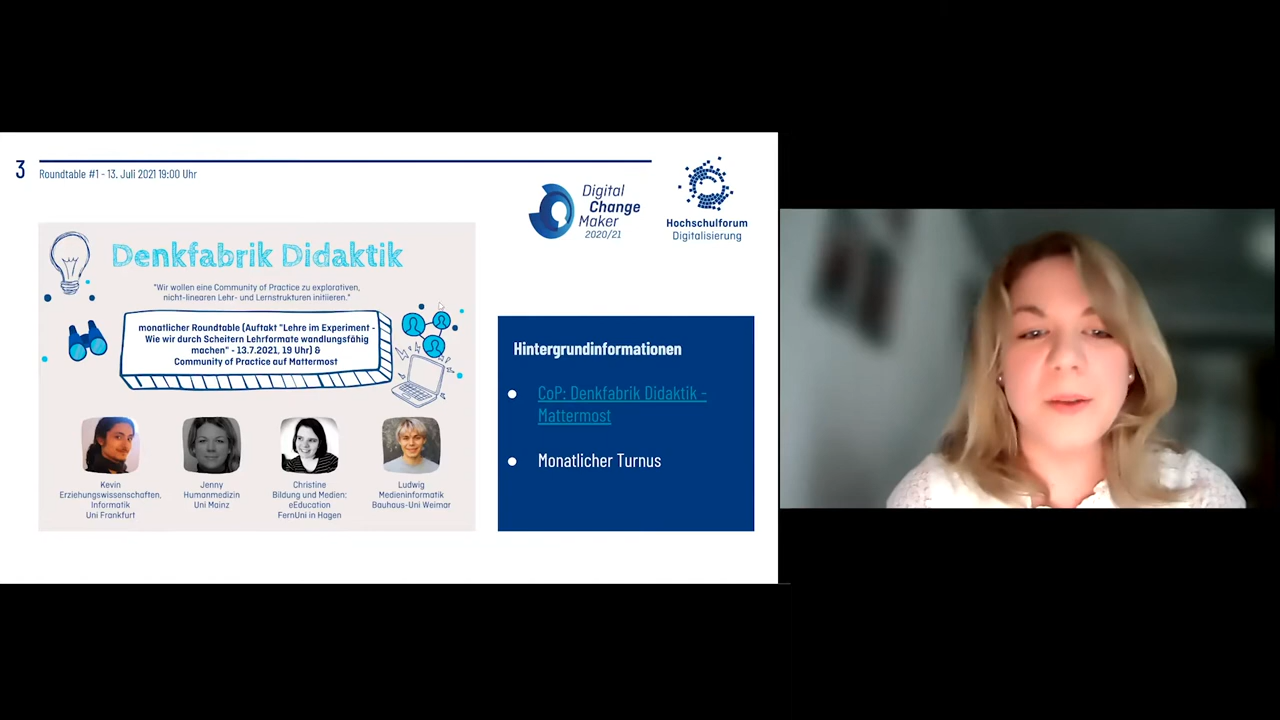 3
Roundtable #1 - 13. Juli 2021 19:00 Uhr
Digital
Change
Maker
2020/21
Hochschulforum
Digitalisierung
Denkfabrik Didaktik
"Wir wollen eine Community of Practice zu explorativen,
nicht-linearen Lehr- und Lernstrukturen initiieren."
monatlicher Roundtable (Auftakt "Lehre im Experiment -
Wie wir durch Scheitern Lehrformate wandlungsfähig
machen" - 13.7.2021, 19 Uhr) &
Community of Practice auf Mattermost
Kevin
Erziehungswissenschaften,
Informatik
Uni Frankfurt
Jenny
Humanmedizin
Uni Mainz
Christine
Bildung und Medien:
eEducation
FernUni in Hagen
Ludwig
Medieninformatik
Bauhaus-Uni Weimar
Hintergrundinformationen
CoP: Denkfabrik Didaktik -
Mattermost
Monatlicher Turnus